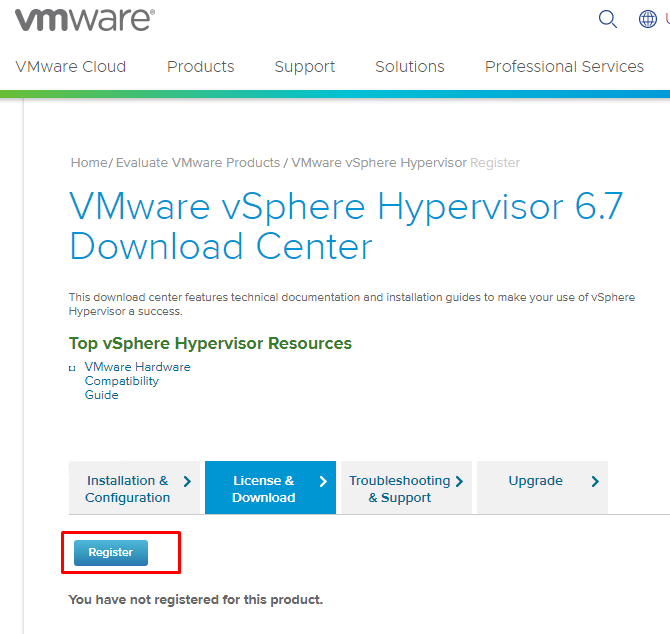 vmware®
U
VMware Cloud Products Support Solutions Professional Services
Home/ Evaluate VMware Products / VMware vSphere Hypervisor Register
VMware vSphere Hypervisor 6.7
Download Center
This download center features technical documentation and installation guides to make your use of vSphere
Hypervisor a success.
Top vSphere Hypervisor Resources
VMware Hardware
Compatibility
Guide
Installation &
Configuration
License &
Download
Troubleshooting
& Support
Upgrade
Register
You have not registered for this product.